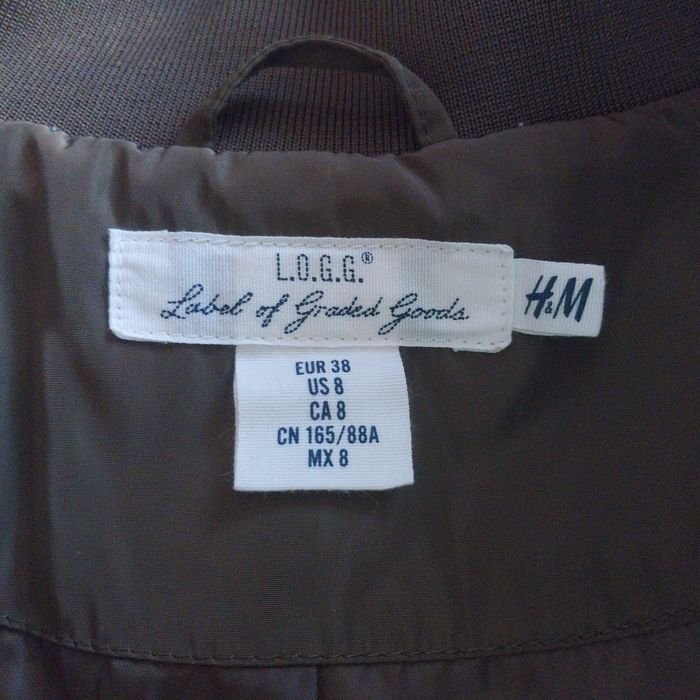 L.O.G.G.®
Label of Graded Goods
H&M
EUR 38
US 8
CA 8
CN 165/88A
MX 8